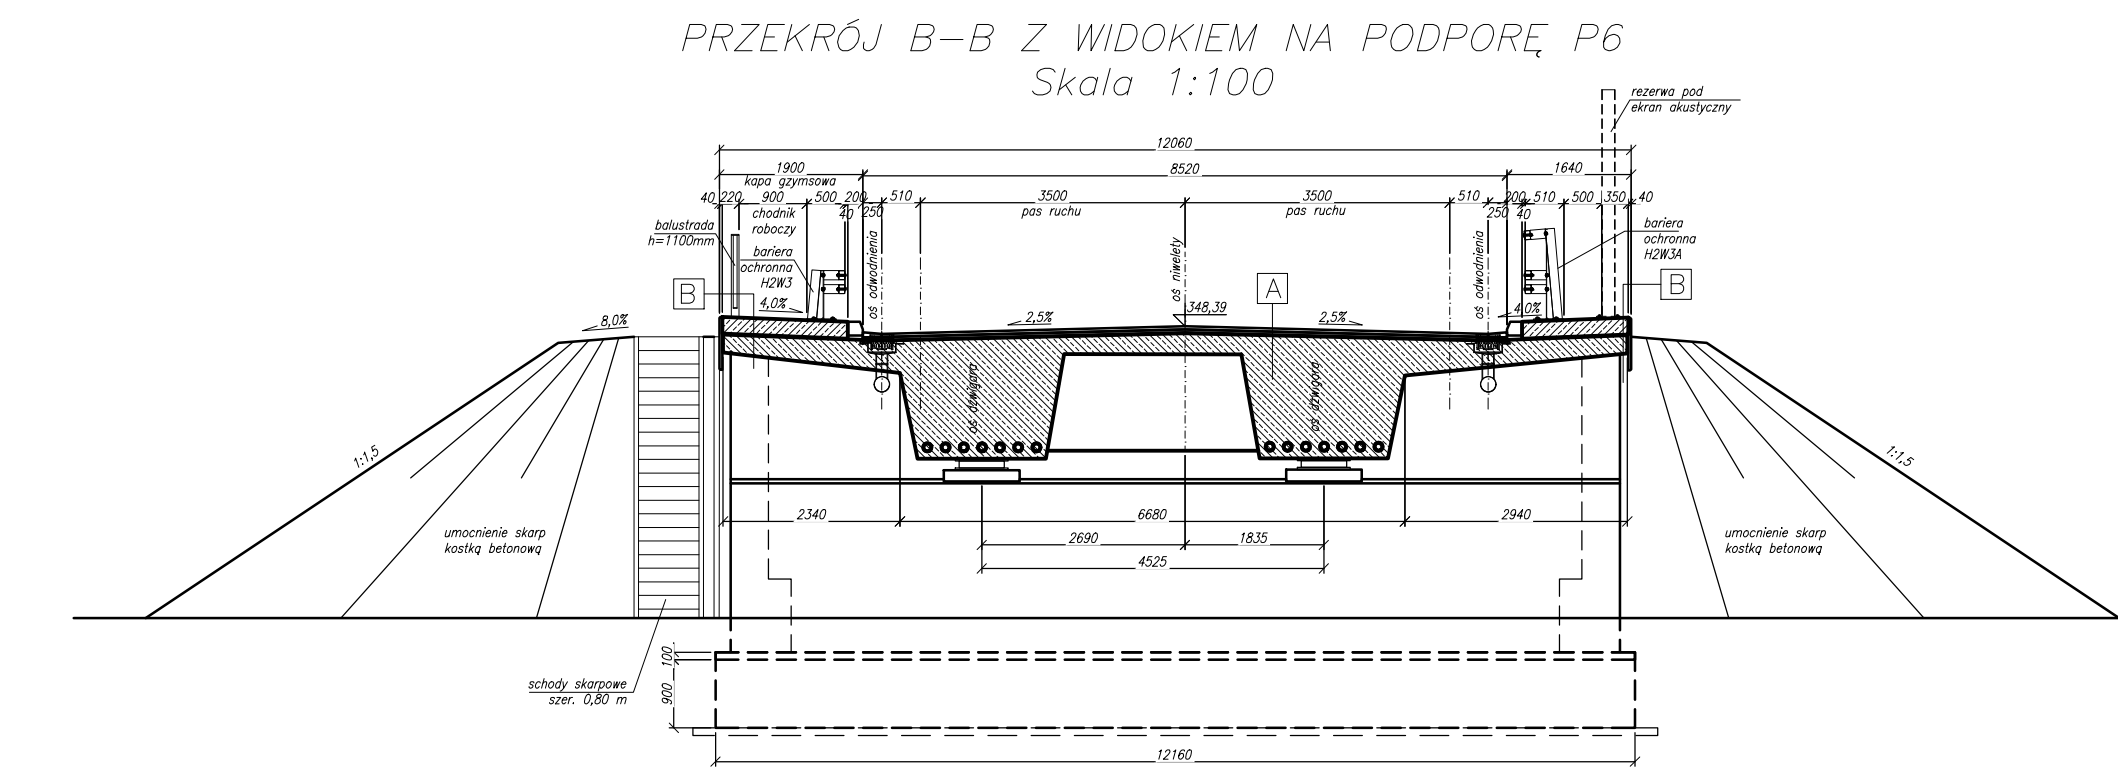 PRZEKRÓJ B-B Z WIDOKIEM NA PODPORĘ P6
Skala 1:100
rezerwa pod
ekran akustyczny
12060
1900
8520
1640
kapa gzymsowa
40 220 900 500 200 510 3500 3500 510 200 510 500 350 40
40 250 pas ruchu pas ruchu 250 40
chodnik
roboczy
balustrada
h=1100mm
bariera
ochronna
H2W3
bariera
ochronna
H2W3A
oś odwodnienia
oś niwelety
oś odwodnienia
B
A
B
4,0%
348,39
4,0%
8,0%
2,5%
2,5%
oś dźwigara
oś dźwigara
1:1,5
1:1,5
2340
6680
2940
umocnienie skarp
kostką betonową
umocnienie skarp
kostką betonową
2690
1835
4525
100
900
schody skarpowe
szer. 0,80 m
12160